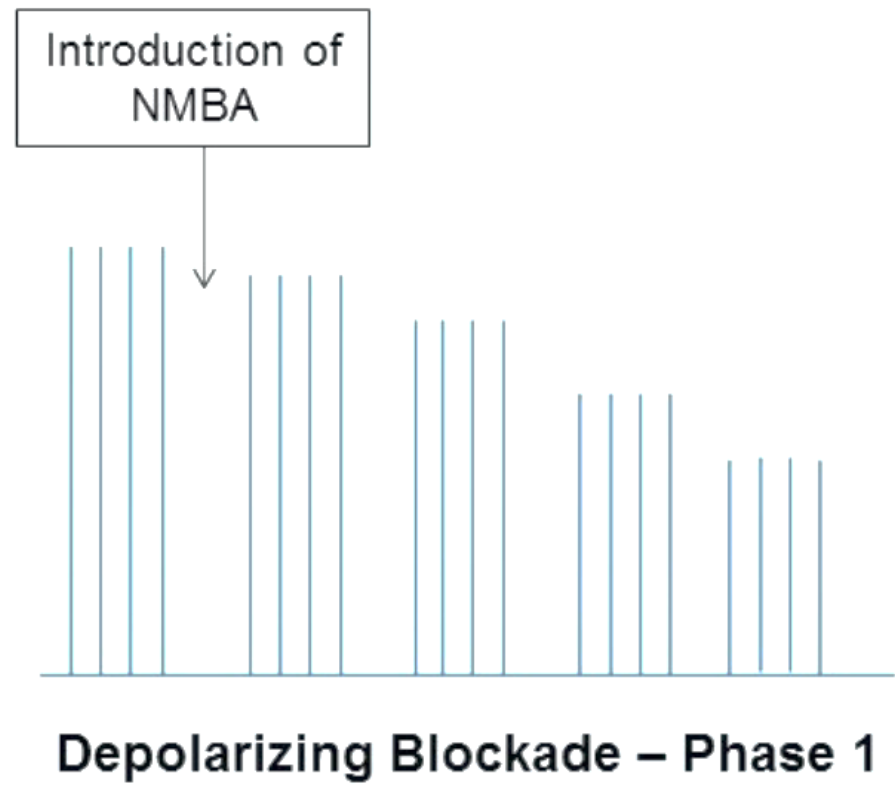 Introduction of
NMBA
Depolarizing Blockade – Phase 1